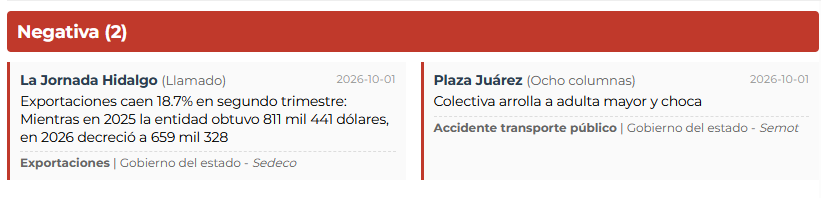 Negativa (2)
La Jornada Hidalgo (Llamado) 2026-10-01
Exportaciones caen 18.7% en segundo trimestre:
Mientras en 2025 la entidad obtuvo 811 mil 441 dólares,
en 2026 decreció a 659 mil 328
Exportaciones | Gobierno del estado - Sedeco
Plaza Juárez (Ocho columnas) 2026-10-01
Colectiva arrolla a adulta mayor y choca
Accidente transporte público | Gobierno del estado - Semot